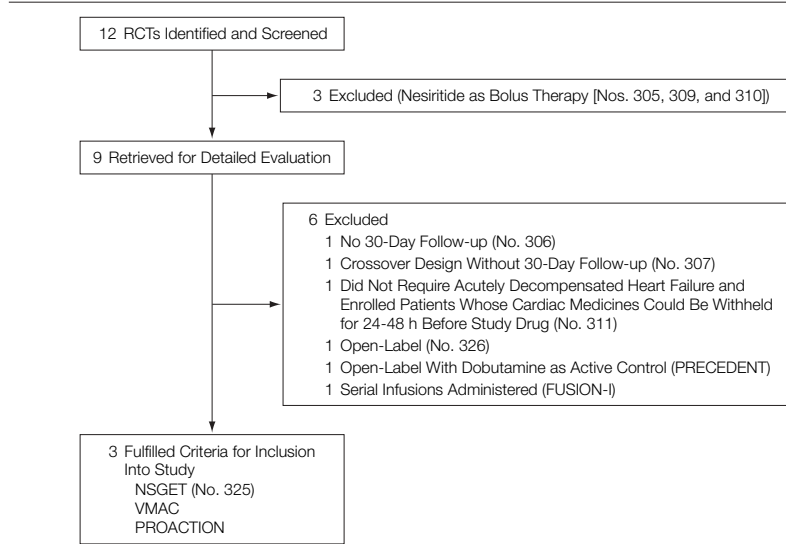 12 RCTs Identified and Screened
3 Excluded (Nesiritide as Bolus Therapy [Nos. 305, 309, and 310])
9 Retrieved for Detailed Evaluation
6 Excluded
1 No 30-Day Follow-up (No. 306)
1 Crossover Design Without 30-Day Follow-up (No. 307)
1 Did Not Require Acutely Decompensated Heart Failure and
Enrolled Patients Whose Cardiac Medicines Could Be Withheld
for 24-48 h Before Study Drug (No. 311)
1 Open-Label (No. 326)
1 Open-Label With Dobutamine as Active Control (PRECEDENT)
1 Serial Infusions Administered (FUSION-I)
3 Fulfilled Criteria for Inclusion
Into Study
NSGET (No. 325)
VMAC
PROACTION